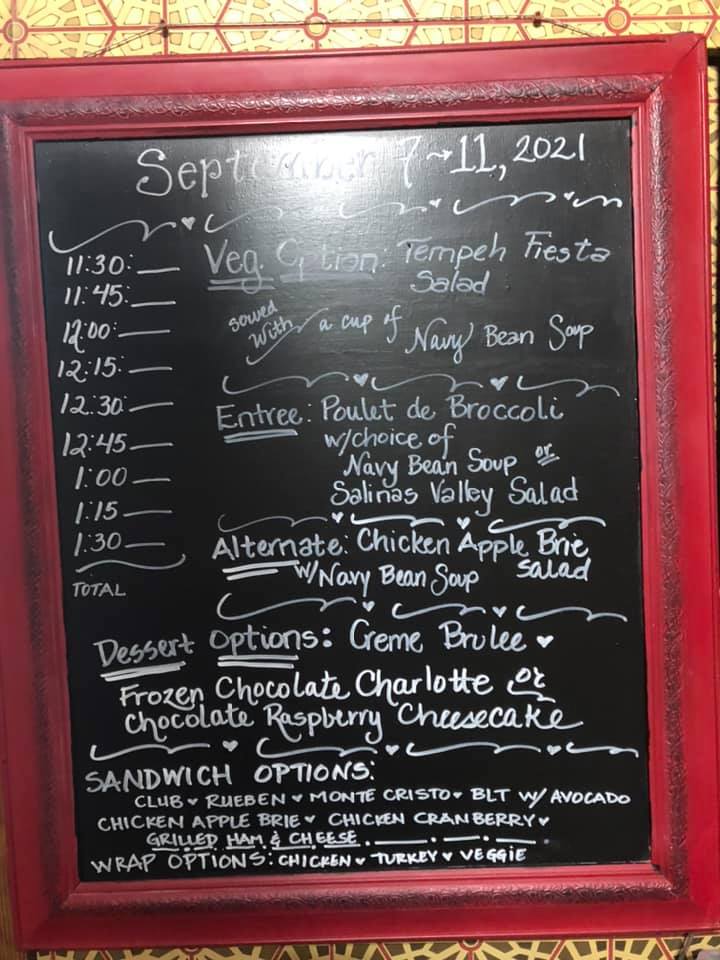 September 7→11, 2021
11:30:
11:45:
12:00:
12:15:
12:30:
12:45
1:00
1:15
1:30
TOTAL
Veg. Option: Tempeh Fiesta
Salad
served
with a cup of Navy Bean Soup
Entree: Poulet de Broccoli
w/choice of
Navy Bean Soup or
Salinas Valley Salad
Alternate: Chicken Apple Brie
w/Navy Bean Soup Salad
Dessert Options: Creme Brulee ♥
Frozen Chocolate Charlotte or
Chocolate Raspberry Cheesecake
SANDWICH OPTIONS:
CLUB ♥ RUEBEN ♥ MONTE CRISTO ♥ BLT W/ AVOCADO
CHICKEN APPLE BRIE ♥ CHICKEN CRANBERRY ♥
GRILLED HAM & CHEESE
WRAP OPTIONS: CHICKEN ♥ TURKEY ♥ VEGGIE